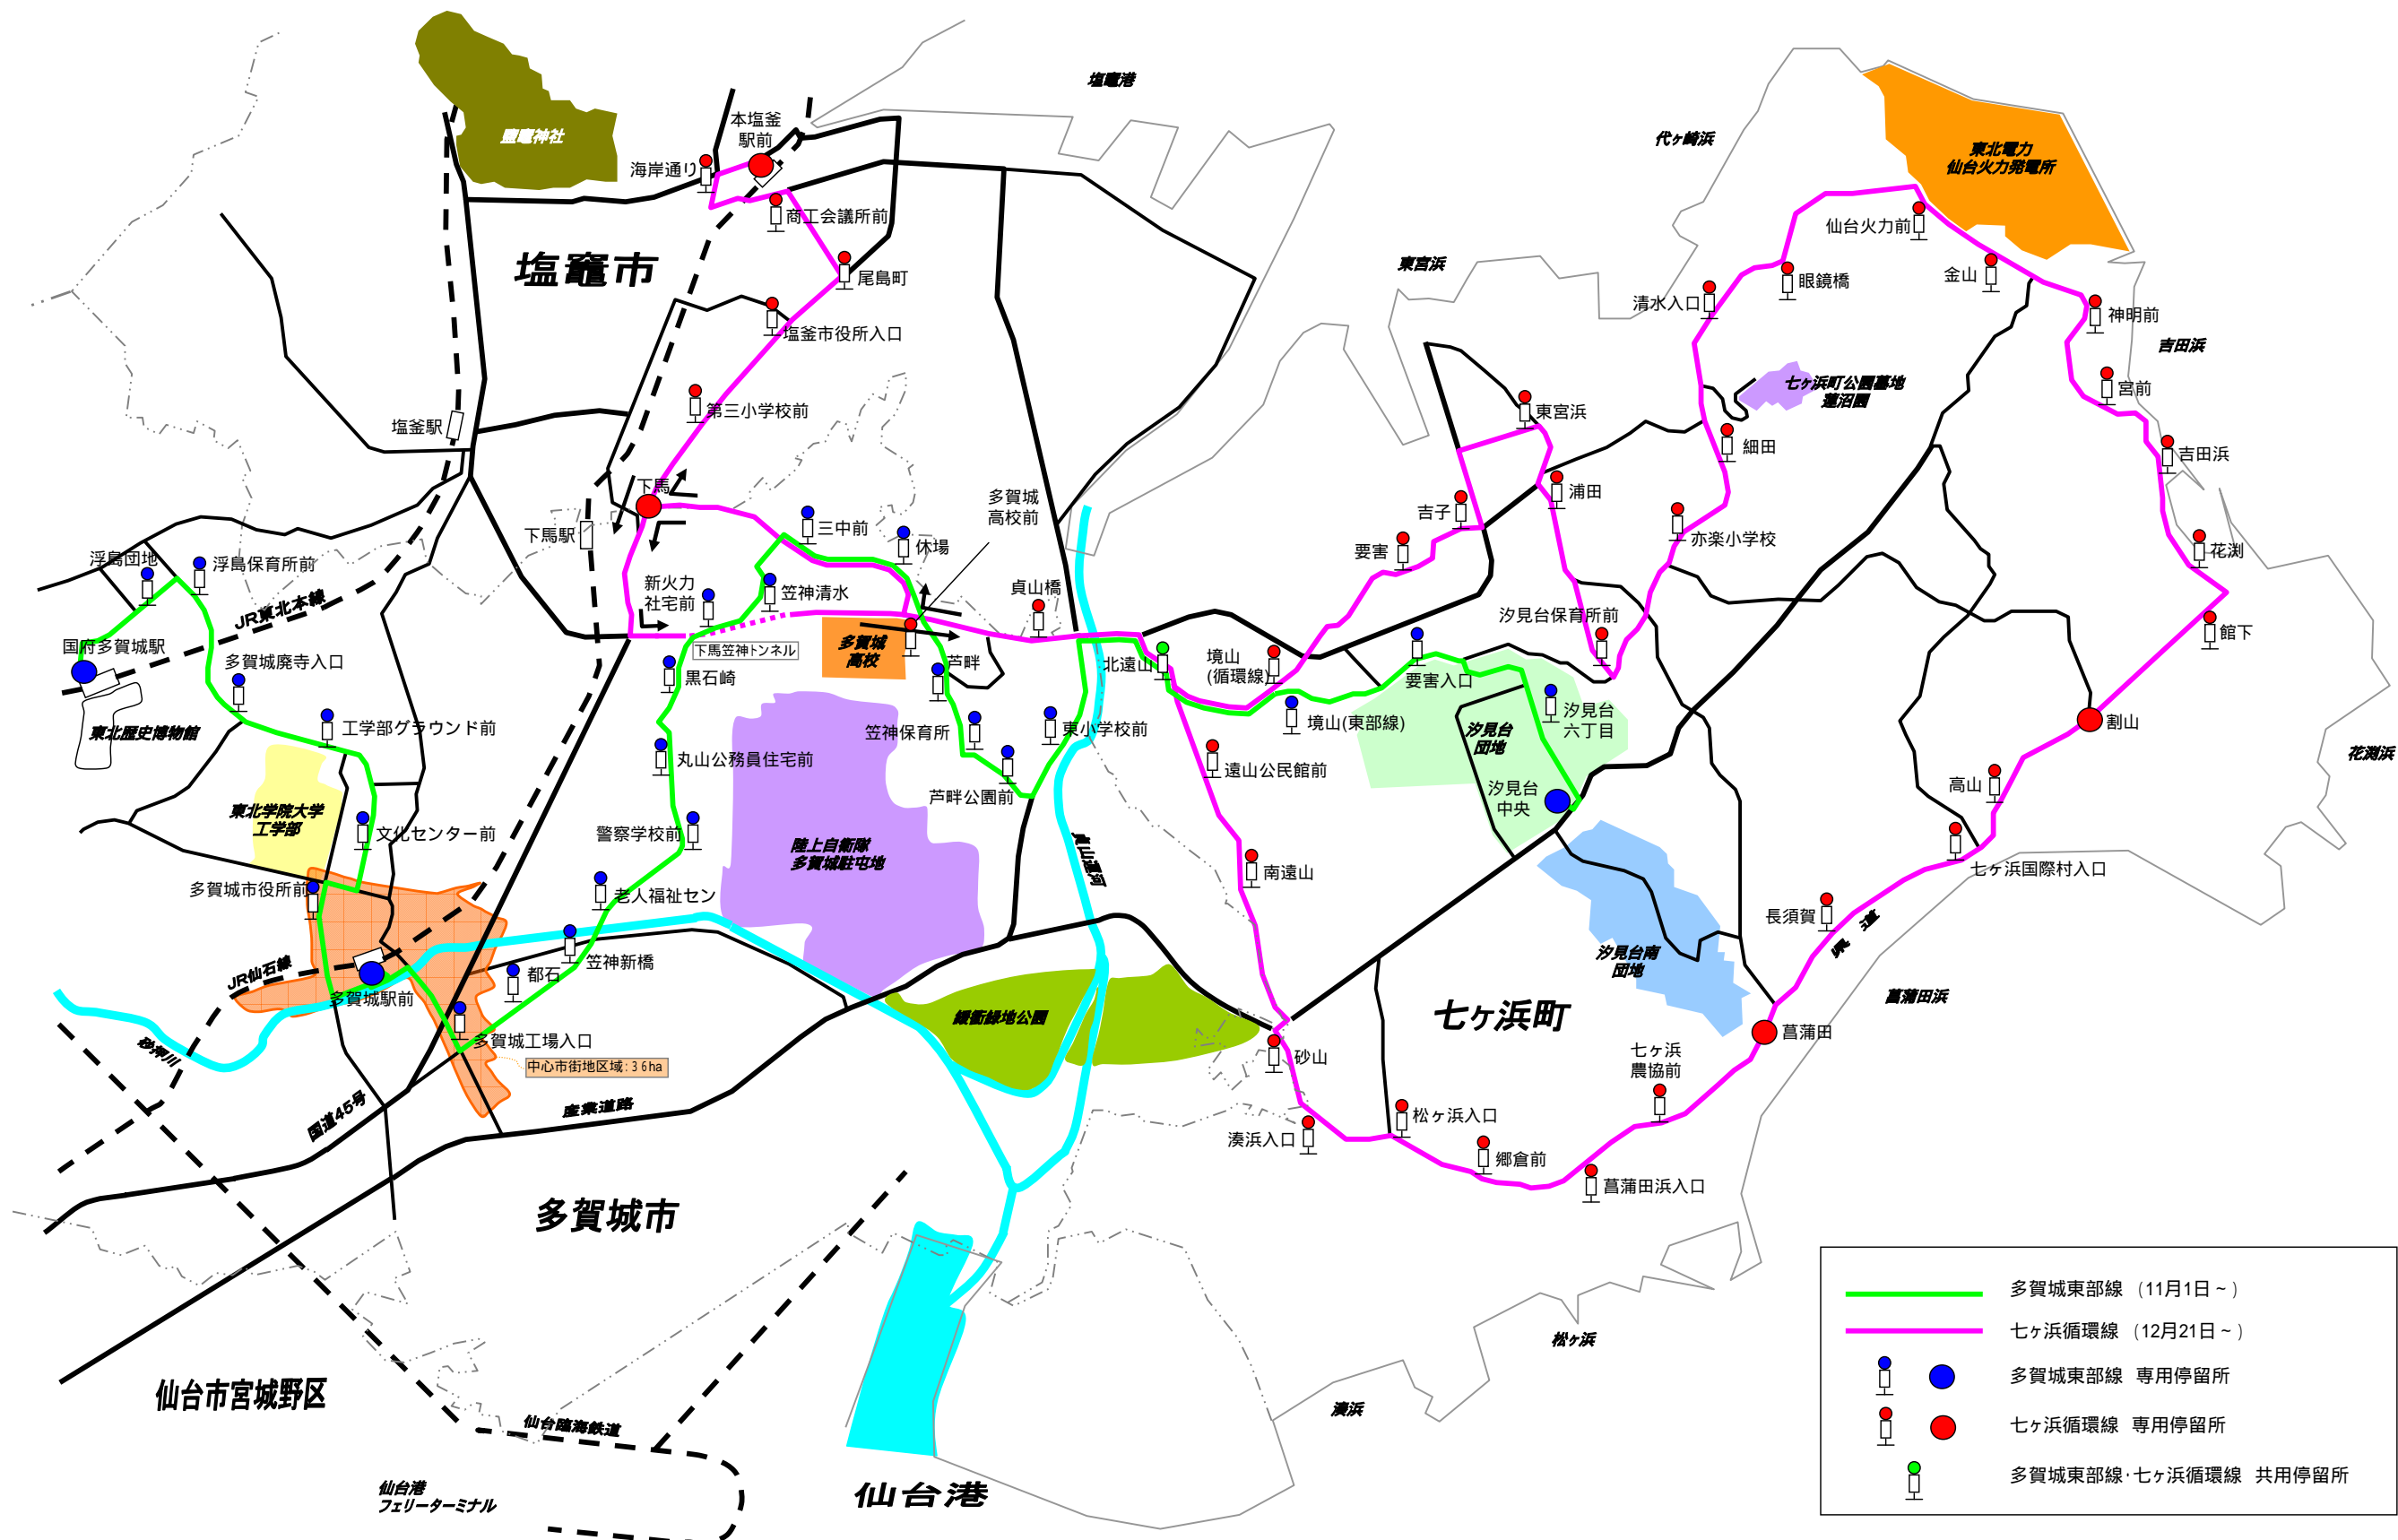 塩竈港
本塩釜
駅前
海岸通り
鹽竈神社
商工会議所前
塩竈市
尾島町
塩釜市役所入口
第三小学校前
塩釜駅
下馬
下馬駅
三中前
休場
多賀城
高校前
貞山橋
新火力
社宅前
笠神清水
下馬笠神トンネル
多賀城
高校
芦畔
浮島団地
浮島保育所前
JR東北本線
国府多賀城駅
多賀城廃寺入口
東北歴史博物館
工学部グラウンド前
東北学院大学
工学部
文化センター前
多賀城市役所前
JR仙石線
多賀城駅前
砂押川
国道45号
黒石崎
丸山公務員住宅前
警察学校前
老人福祉セン
笠神新橋
都石
多賀城工場入口
中心市街地区域:36ha
産業道路
陸上自衛隊
多賀城駐屯地
笠神保育所
芦畔公園前
東小学校前
貞山運河
緩衝緑地公園
北遠山
境山
(循環線)
境山(東部線)
遠山公民館前
南遠山
砂山
湊浜入口
松ヶ浜入口
郷倉前
菖蒲田浜入口
七ヶ浜
農協前
菖蒲田
長須賀
県道
七ヶ浜国際村入口
高山
割山
館下
花渕
吉田浜
宮前
神明前
金山
仙台火力前
東北電力
仙台火力発電所
眼鏡橋
清水入口
七ヶ浜町公園墓地
蓮沼園
細田
亦楽小学校
汐見台保育所前
浦田
東宮浜
吉子
要害
要害入口
汐見台
六丁目
汐見台
団地
汐見台
中央
汐見台南
団地
七ヶ浜町
代ヶ崎浜
東宮浜
吉田浜
花渕浜
菖蒲田浜
松ヶ浜
湊浜
多賀城市
仙台市宮城野区
仙台臨海鉄道
仙台港
フェリーターミナル
仙台港
多賀城東部線 (11月1日~)
七ヶ浜循環線 (12月21日~)
多賀城東部線 専用停留所
七ヶ浜循環線 専用停留所
多賀城東部線・七ヶ浜循環線 共用停留所